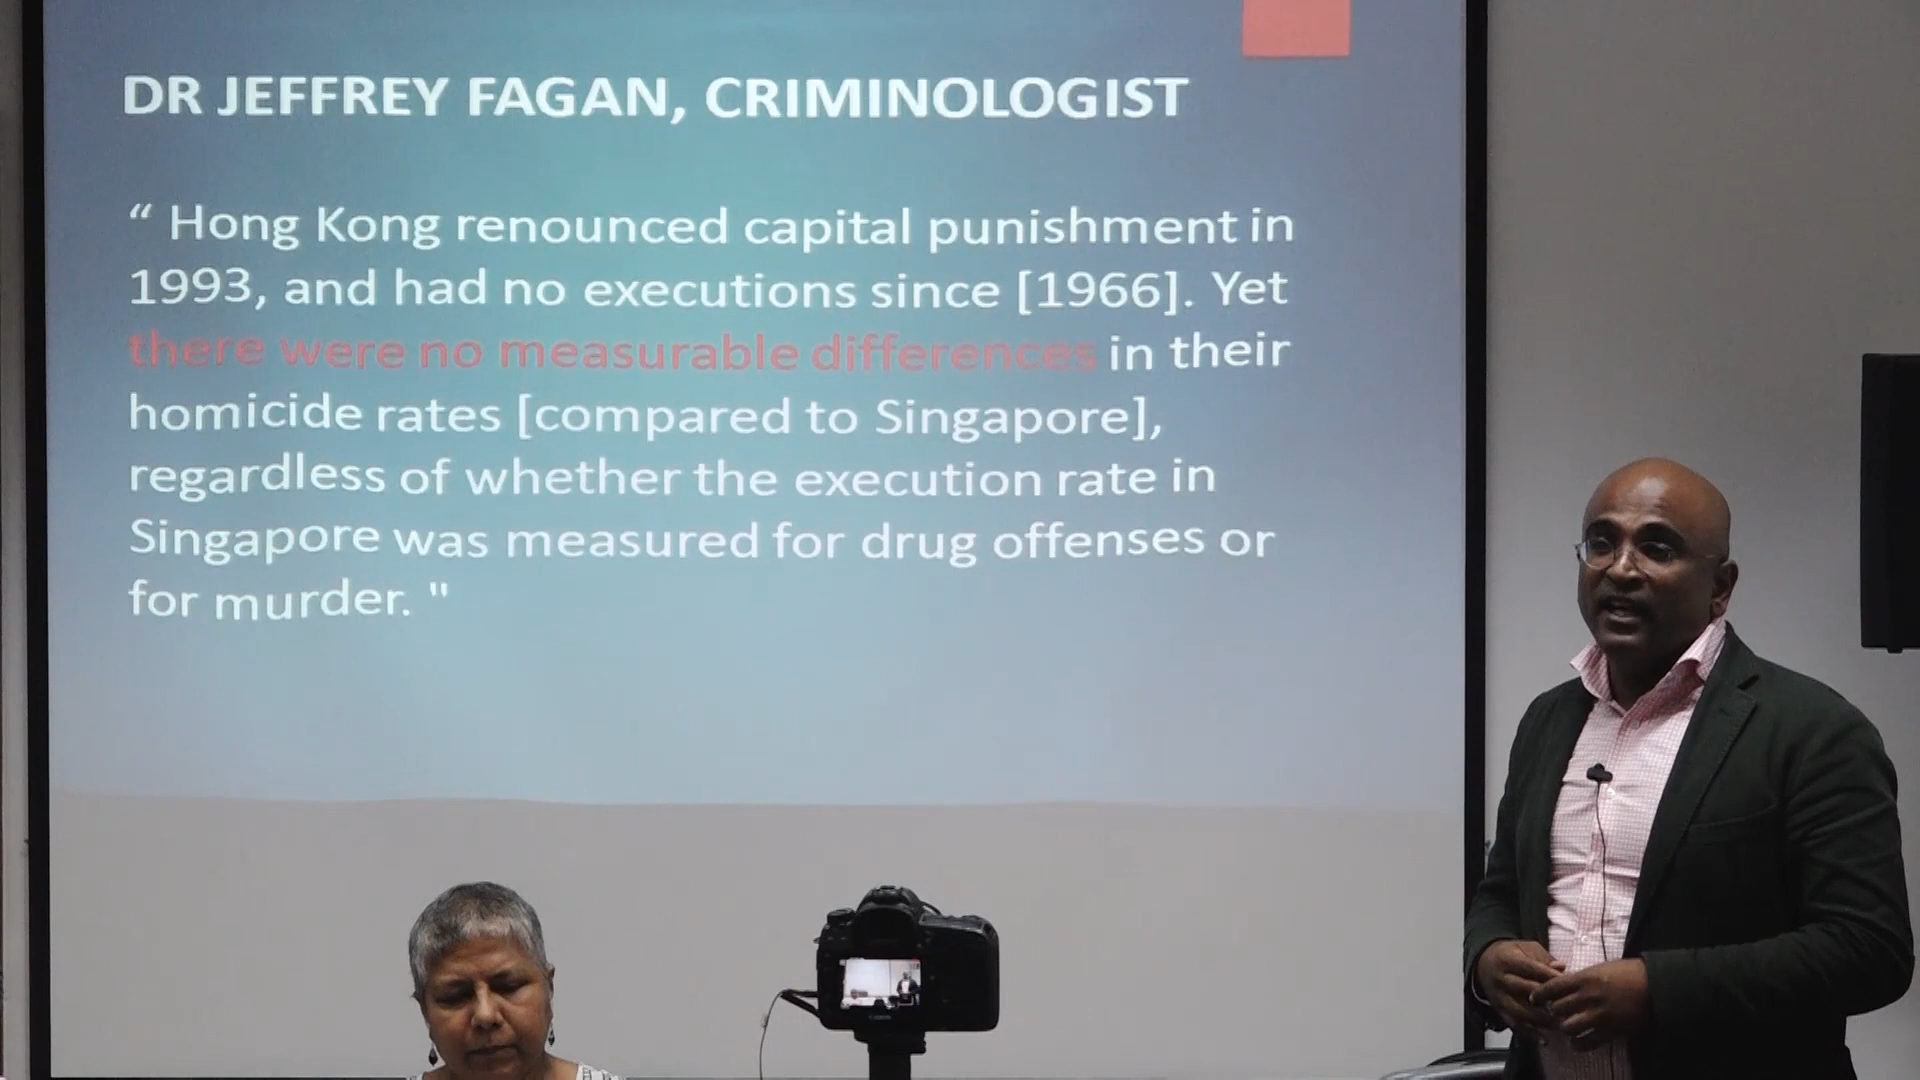 DR JEFFREY FAGAN, CRIMINOLOGIST
“ Hong Kong renounced capital punishment in
1993, and had no executions since [1966]. Yet
there were no measurable differences in their
homicide rates [compared to Singapore],
regardless of whether the execution rate in
Singapore was measured for drug offenses or
for murder. "
Canon